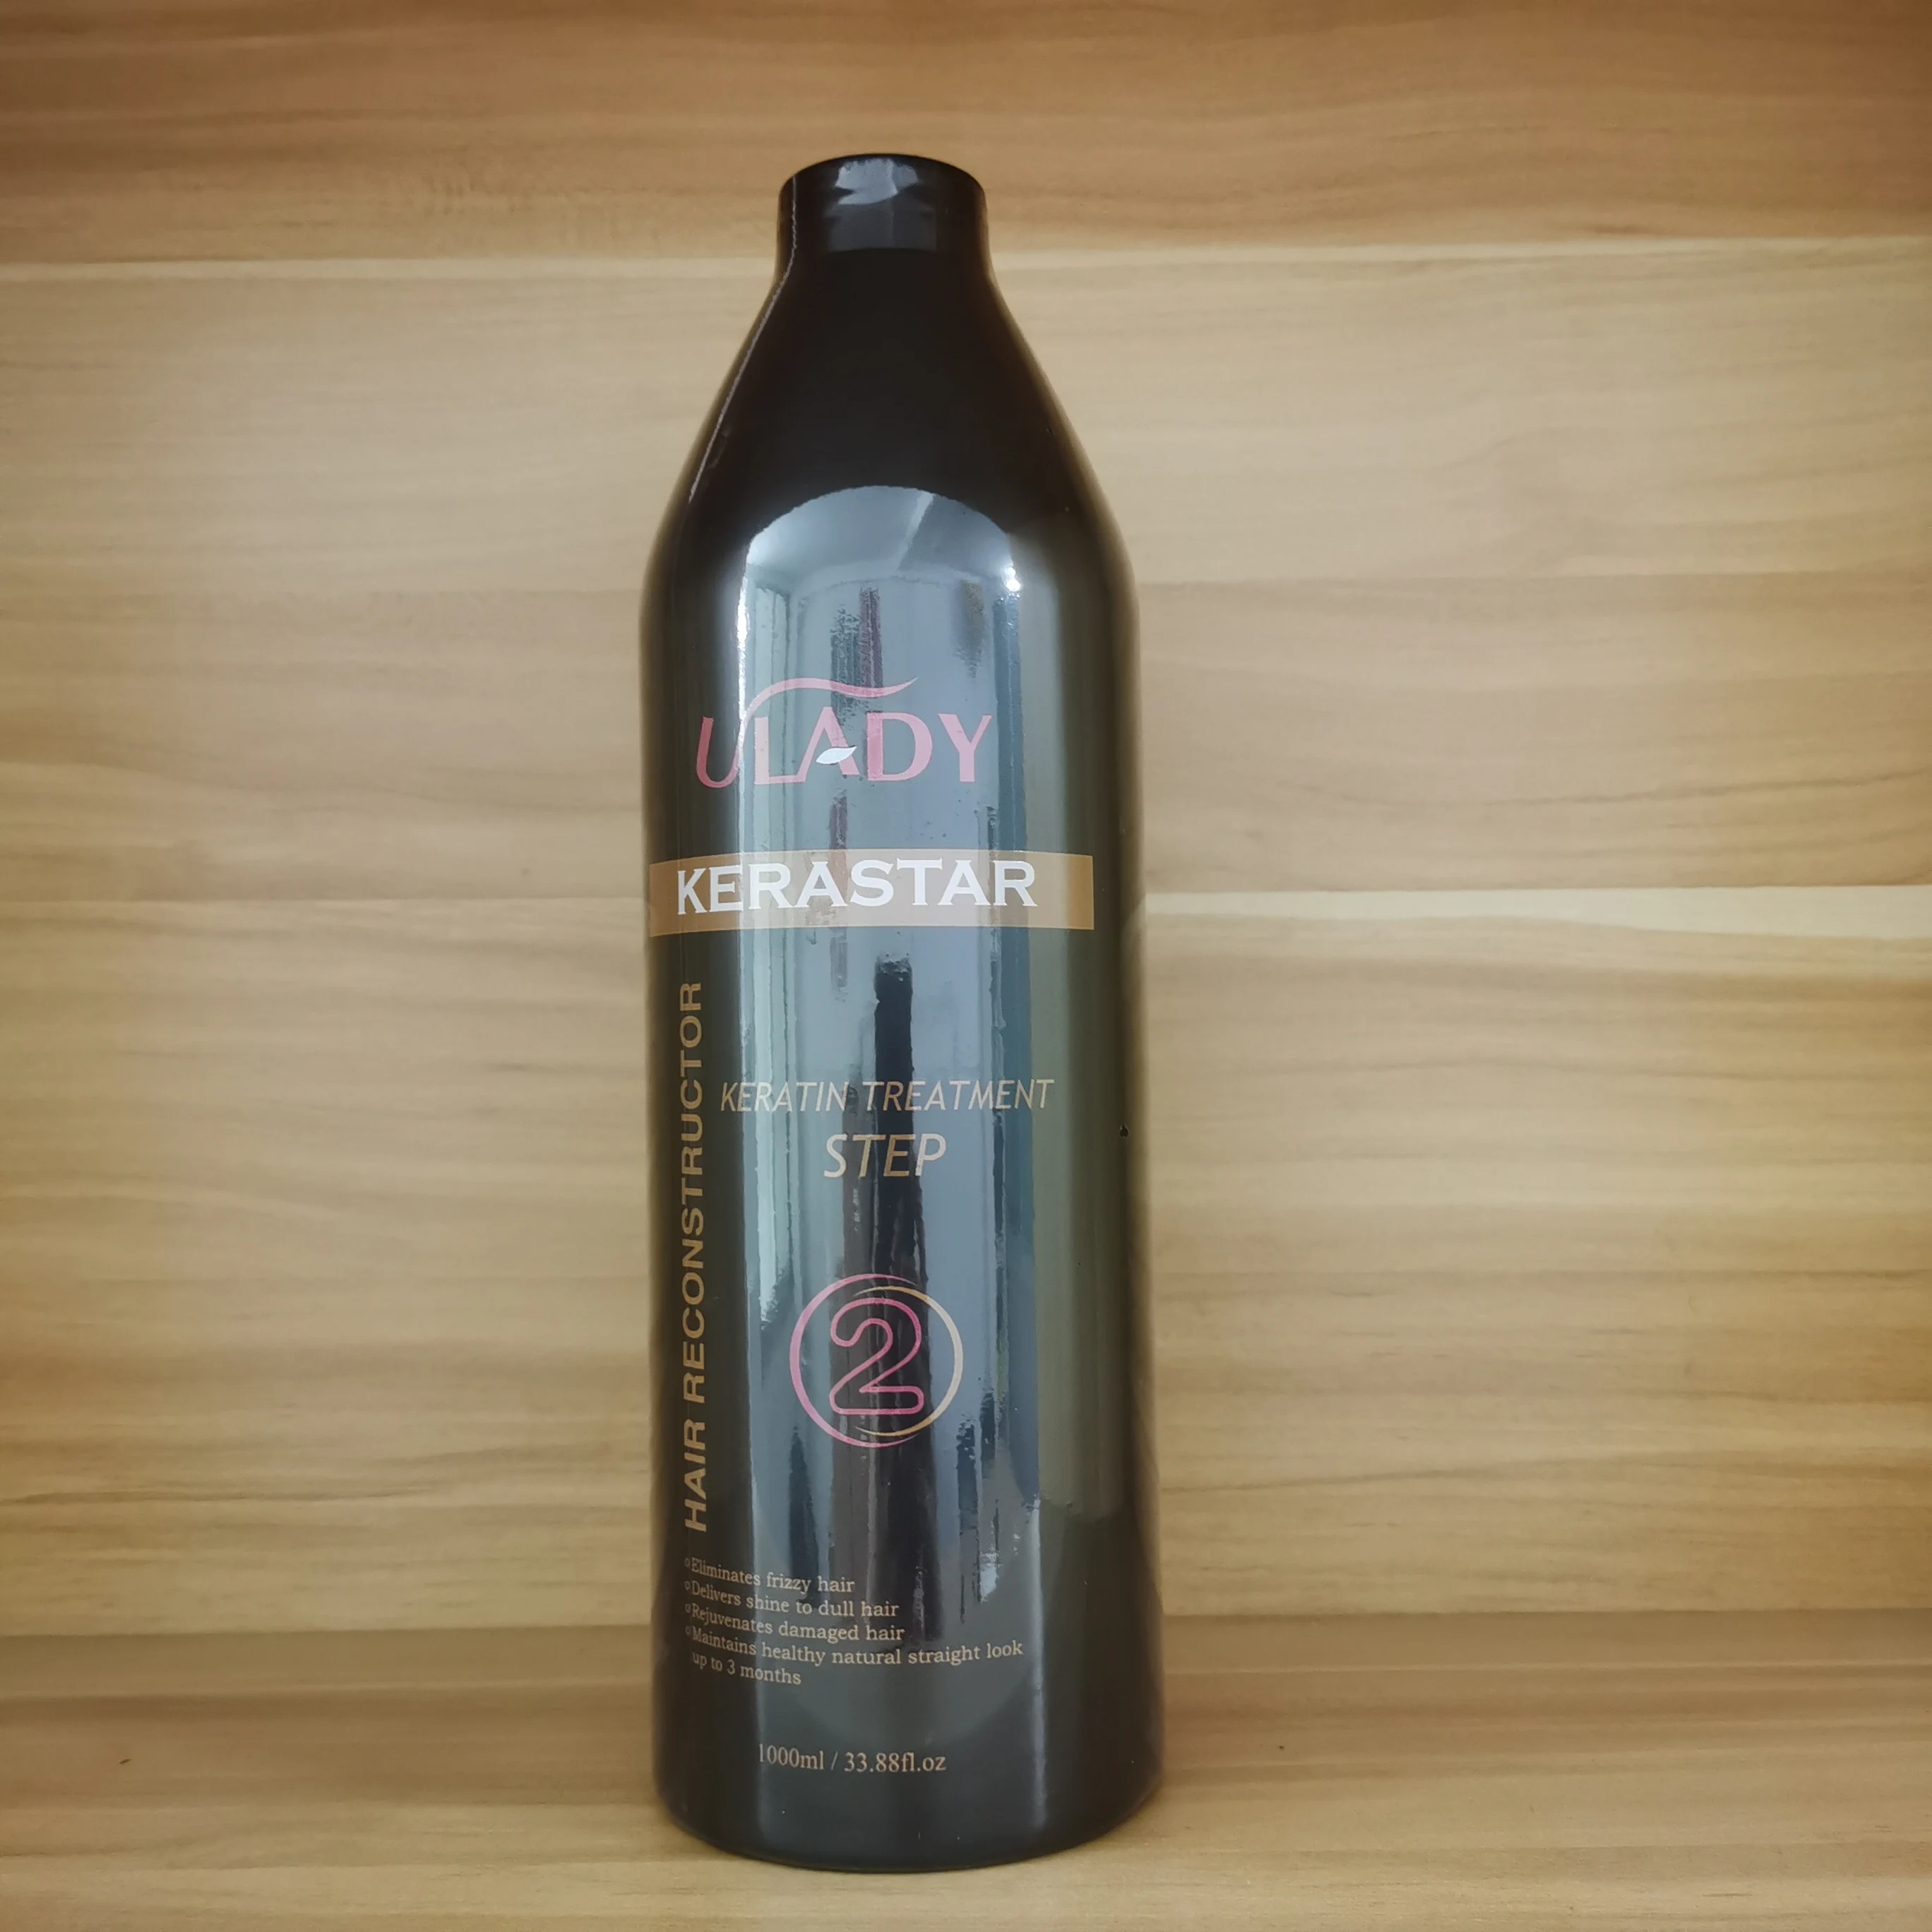 ULADY
KERASTAR
HAIR RECONSTRUCTOR
KERATIN TREATMENT
STEP
2
Eliminates frizzy hair
Delivers shine to dull hair
Rejuvenates damaged hair
Maintains healthy natural straight look
up to 3 months
1000ml / 33.88fl.oz